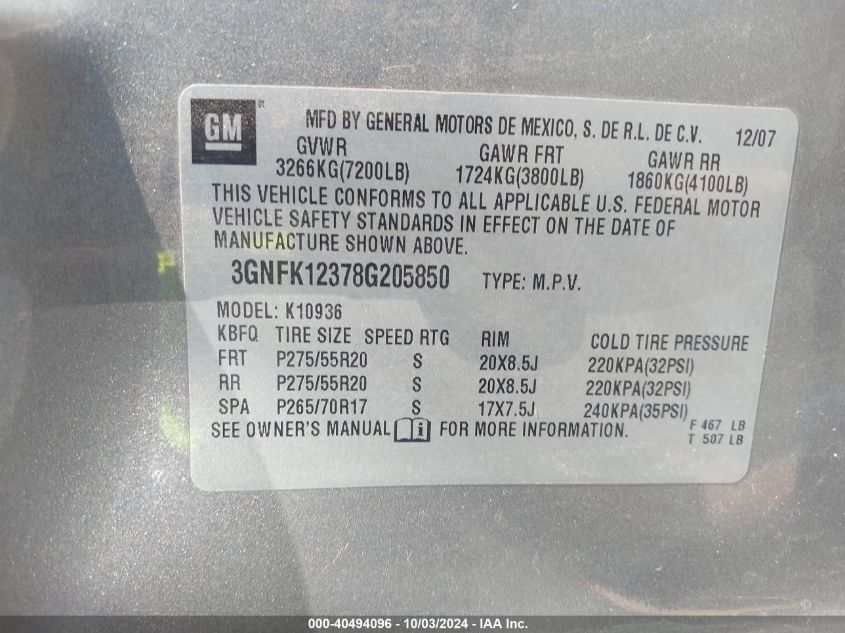 GM ® MFD BY GENERAL MOTORS DE MEXICO, S. DE R.L. DE C.V. 12/07
GVWR GAWR FRT GAWR RR
3266KG(7200LB) 1724KG(3800LB) 1860KG(4100LB)
THIS VEHICLE CONFORMS TO ALL APPLICABLE U.S. FEDERAL MOTOR
VEHICLE SAFETY STANDARDS IN EFFECT ON THE DATE OF
MANUFACTURE SHOWN ABOVE.
3GNFK12378G205850 TYPE: M.P.V.
MODEL: K10936
KBFQ TIRE SIZE SPEED RTG RIM COLD TIRE PRESSURE
FRT P275/55R20 S 20X8.5J 220KPA(32PSI)
RR P275/55R20 S 20X8.5J 220KPA(32PSI)
SPA P265/70R17 S 17X7.5J 240KPA(35PSI)
SEE OWNER'S MANUAL i FOR MORE INFORMATION.
F 467 LB
T 507 LB
000-40494096 - 10/03/2024 - IAA Inc.